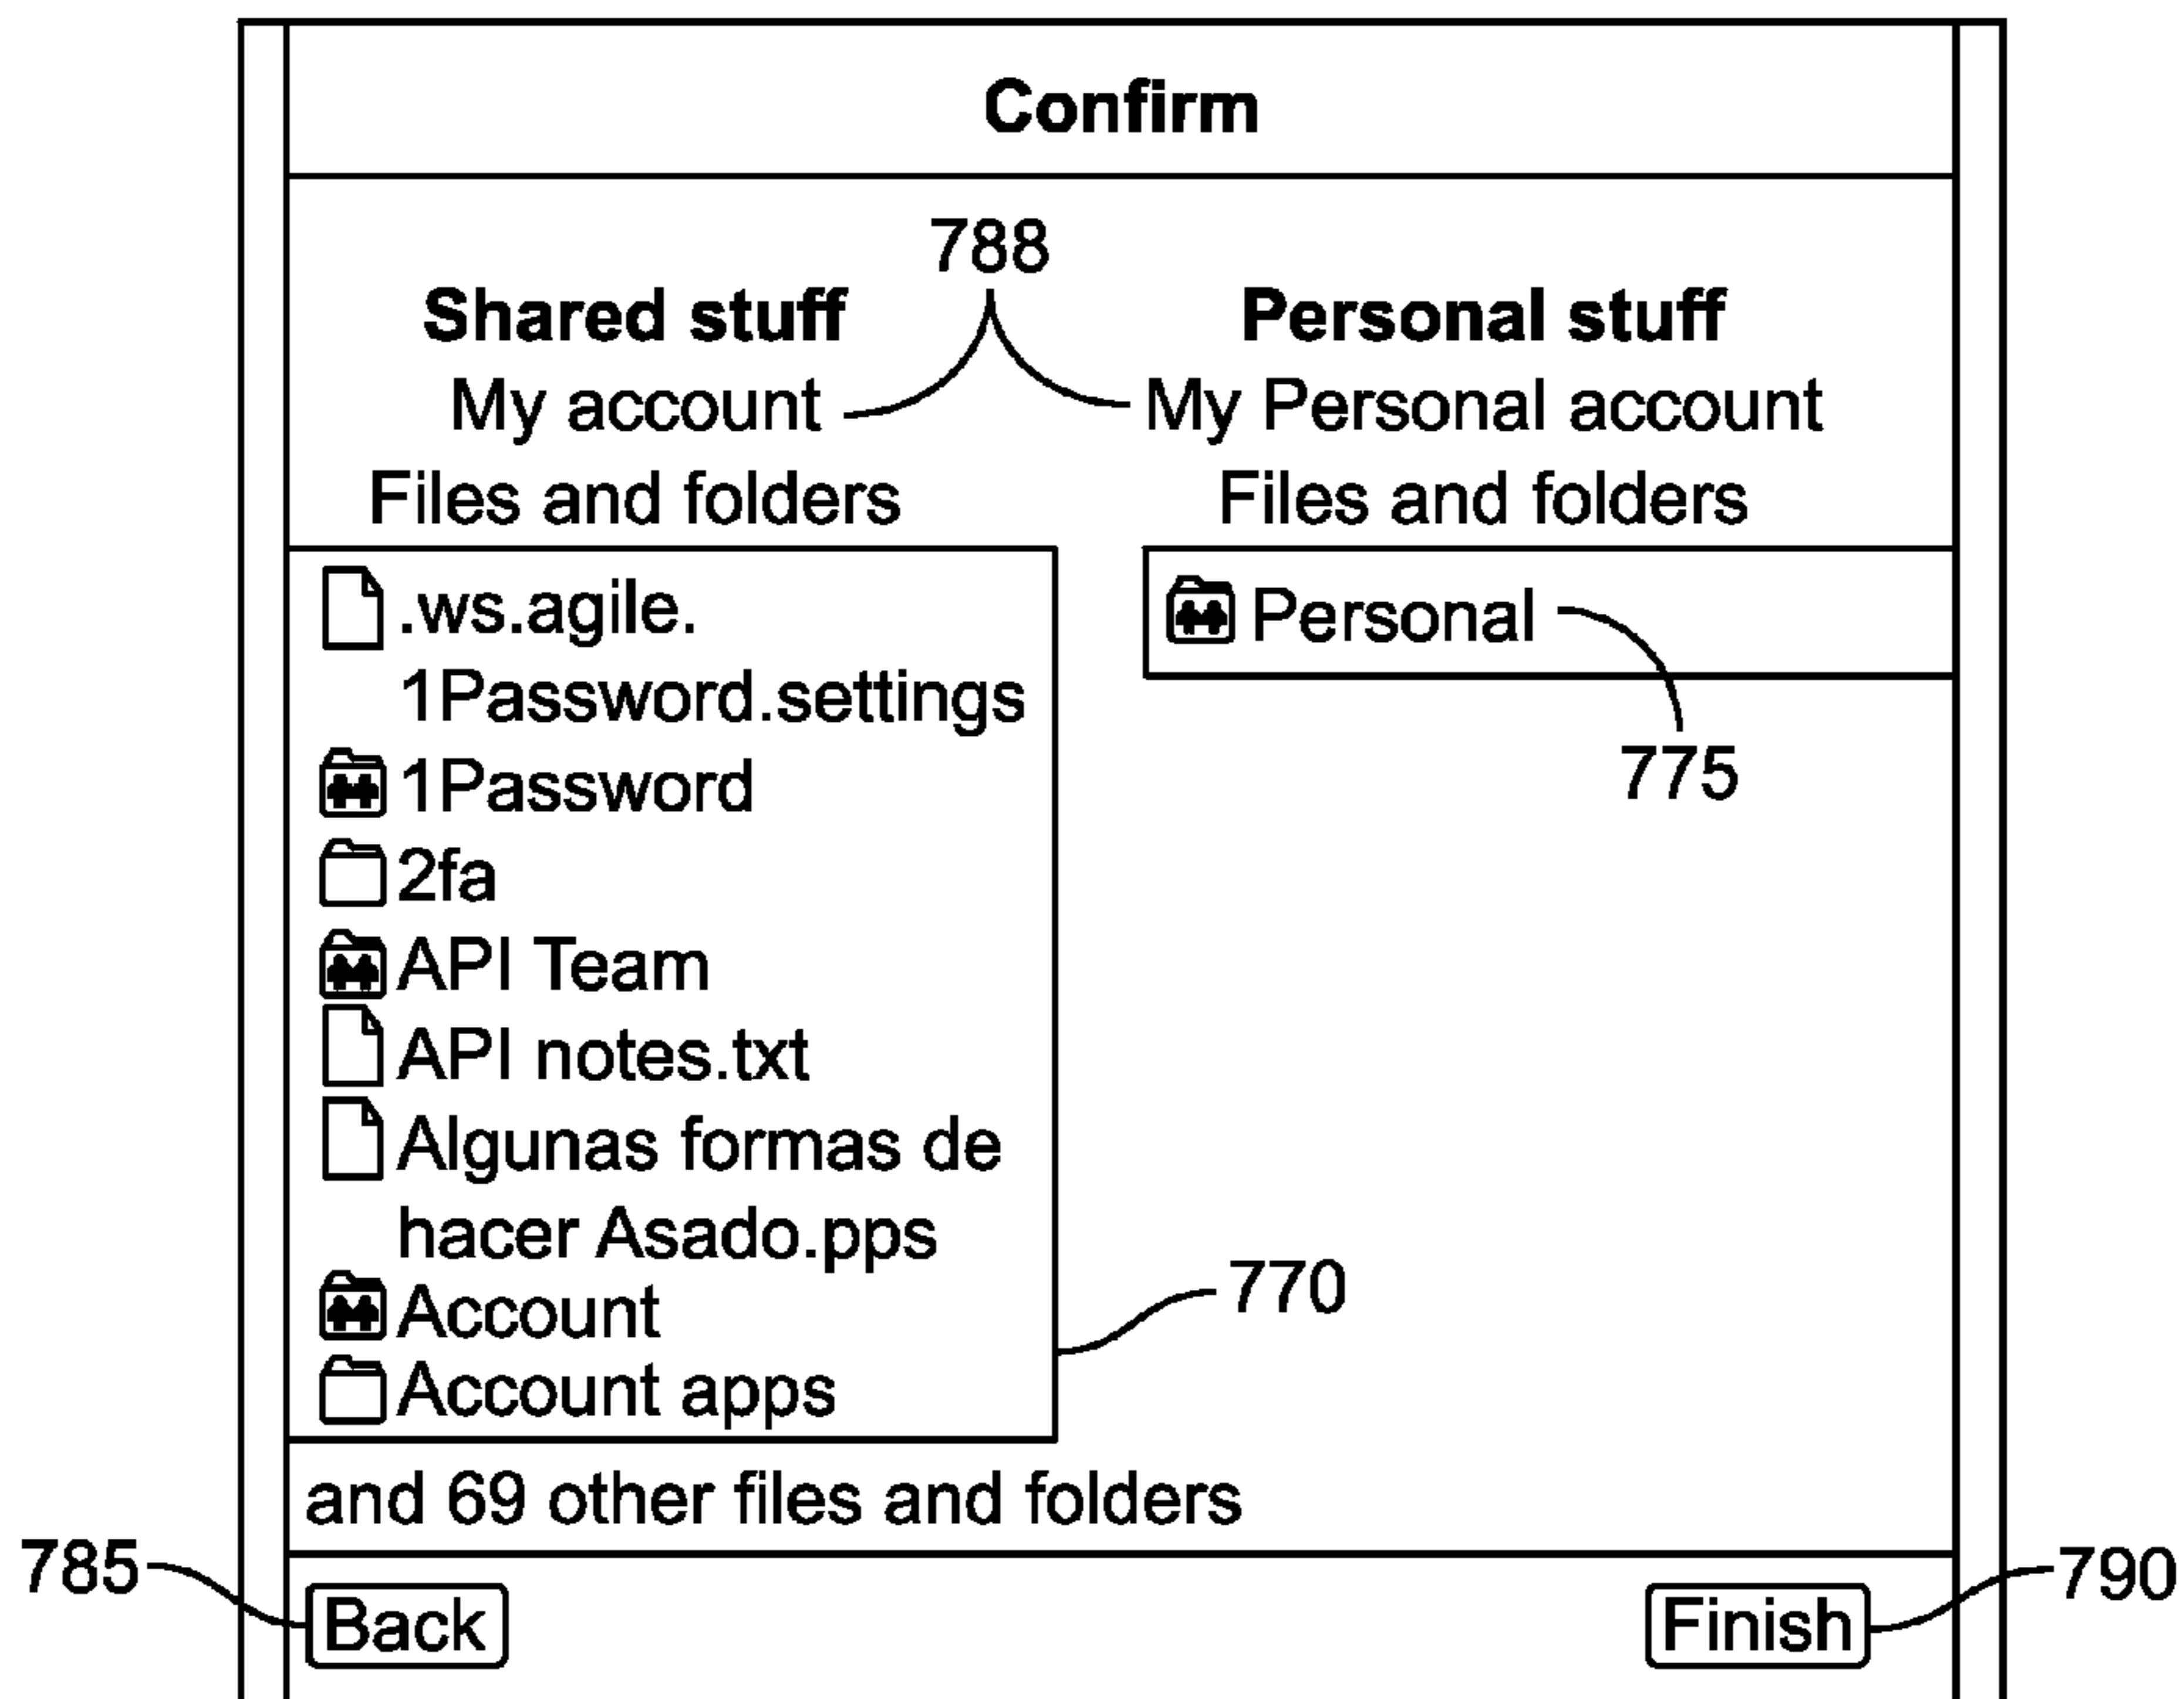 Confirm
788
Shared stuff
My account
Files and folders
.ws.agile.
1Password.settings
1Password
2fa
API Team
API notes.txt
Algunas formas de
hacer Asado.pps
Account
Account apps
770
and 69 other files and folders
Personal stuff
My Personal account
Files and folders
Personal
775
785
Back
Finish
790